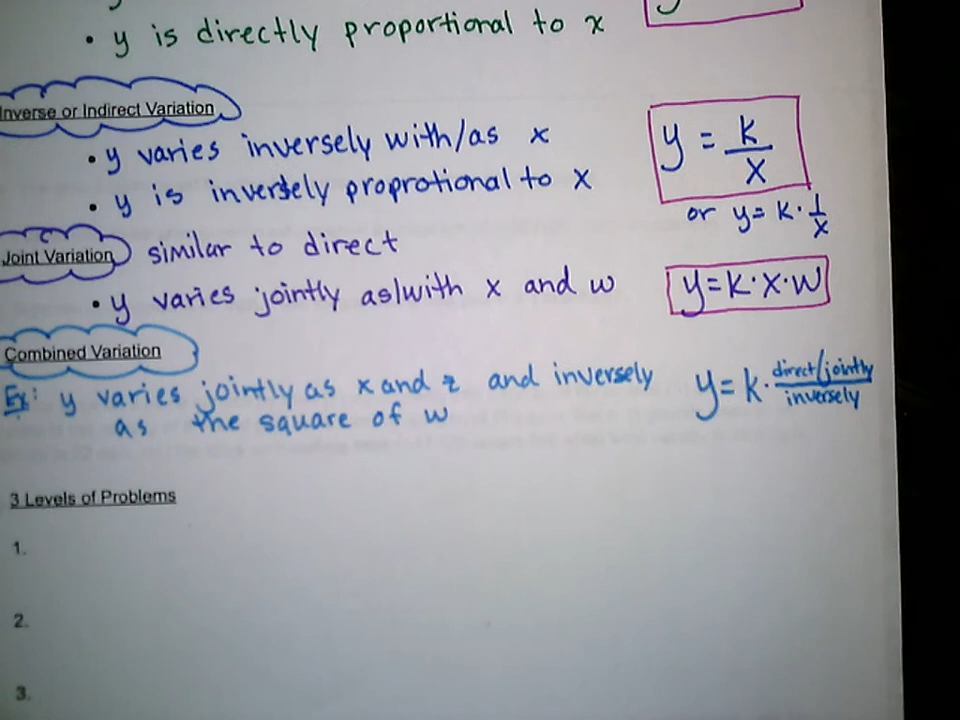 • y is directly proportional to x
Inverse or Indirect Variation
• y varies inversely with/as x
y = k/x
• y is inversely proprotional to x
or y = k · 1/x
Joint Variation similar to direct
• y varies jointly as/with x and w
y = k · x · w
Combined Variation
Ex: y varies jointly as x and z and inversely
as the square of w
y = k · direct/jointly / inversely
3 Levels of Problems
1.
2.
3.